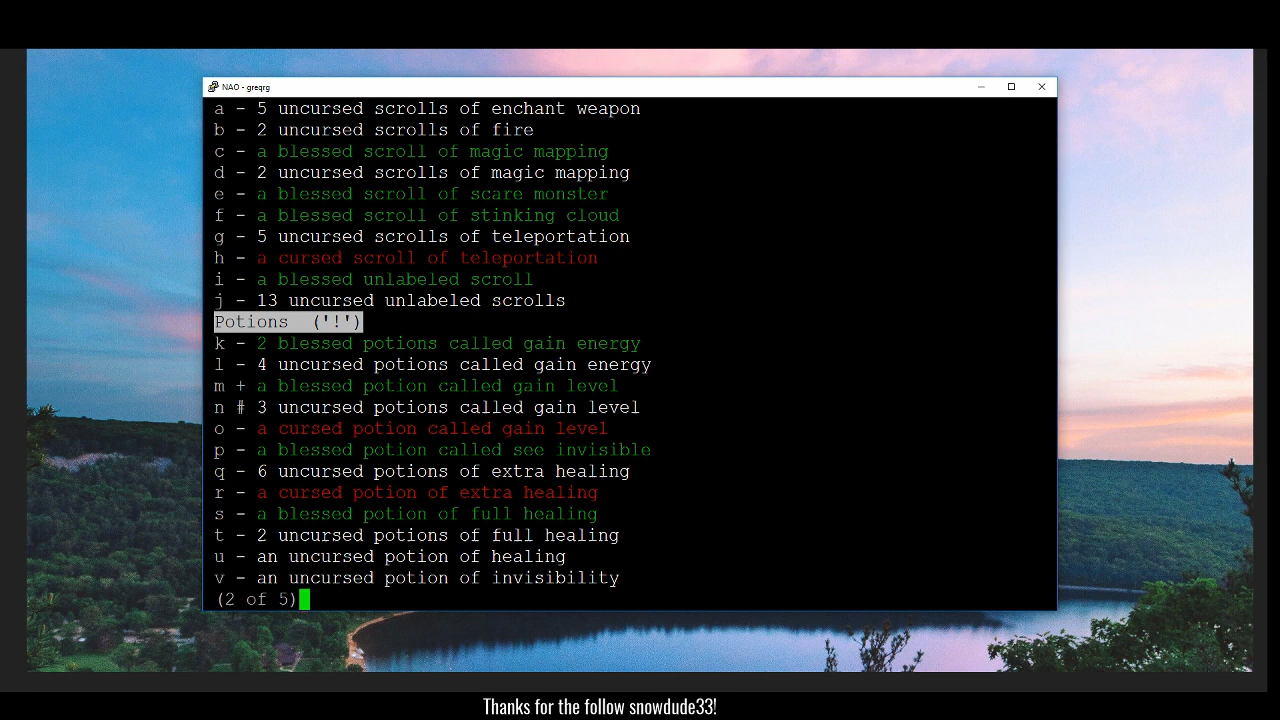 NAO - greqrg
a - 5 uncursed scrolls of enchant weapon
b - 2 uncursed scrolls of fire
c - a blessed scroll of magic mapping
d - 2 uncursed scrolls of magic mapping
e - a blessed scroll of scare monster
f - a blessed scroll of stinking cloud
g - 5 uncursed scrolls of teleportation
h - a cursed scroll of teleportation
i - a blessed unlabeled scroll
j - 13 uncursed unlabeled scrolls
Potions  ('!')
k - 2 blessed potions called gain energy
l - 4 uncursed potions called gain energy
m + a blessed potion called gain level
n # 3 uncursed potions called gain level
o - a cursed potion called gain level
p - a blessed potion called see invisible
q - 6 uncursed potions of extra healing
r - a cursed potion of extra healing
s - a blessed potion of full healing
t - 2 uncursed potions of full healing
u - an uncursed potion of healing
v - an uncursed potion of invisibility
(2 of 5)
Thanks for the follow snowdude33!